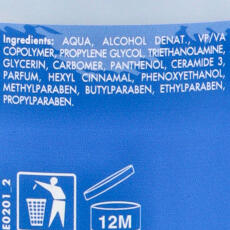 Ingredients: AQUA, ALCOHOL DENAT., VP/VA
COPOLYMER, PROPYLENE GLYCOL, TRIETHANOLAMINE,
GLYCERIN, CARBOMER, PANTHENOL, CERAMIDE 3,
PARFUM, HEXYL CINNAMAL, PHENOXYETHANOL,
METHYLPARABEN, BUTYLPARABEN, ETHYLPARABEN,
PROPYLPARABEN.
12M
E0201_2